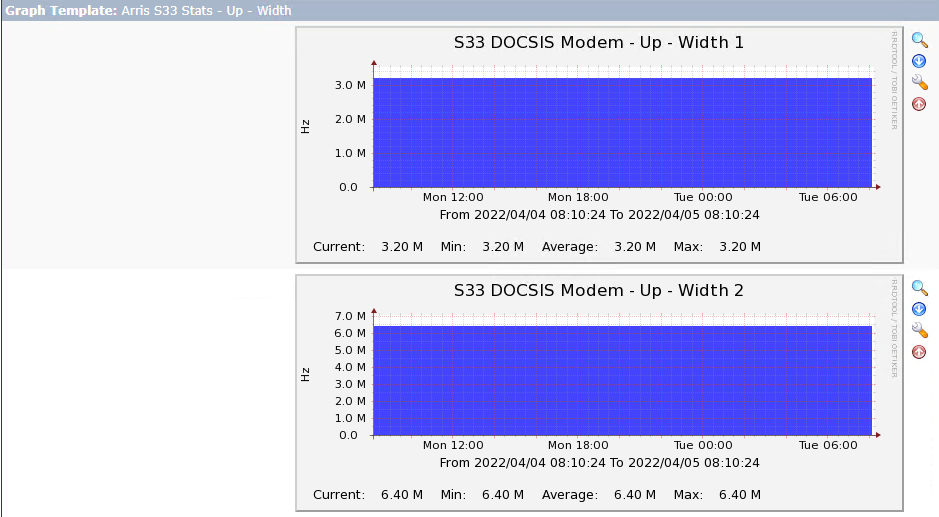 Graph Template: Arris S33 Stats - Up - Width
S33 DOCSIS Modem - Up - Width 1
RRDTOOL / TOBI OETIKER
3.0 M
2.0 M
1.0 M
0.0
Hz
Mon 12:00 Mon 18:00 Tue 00:00 Tue 06:00
From 2022/04/04 08:10:24 To 2022/04/05 08:10:24
Current: 3.20 M Min: 3.20 M Average: 3.20 M Max: 3.20 M
S33 DOCSIS Modem - Up - Width 2
RRDTOOL / TOBI OETIKER
7.0 M
6.0 M
5.0 M
4.0 M
3.0 M
2.0 M
1.0 M
0.0
Hz
Mon 12:00 Mon 18:00 Tue 00:00 Tue 06:00
From 2022/04/04 08:10:24 To 2022/04/05 08:10:24
Current: 6.40 M Min: 6.40 M Average: 6.40 M Max: 6.40 M